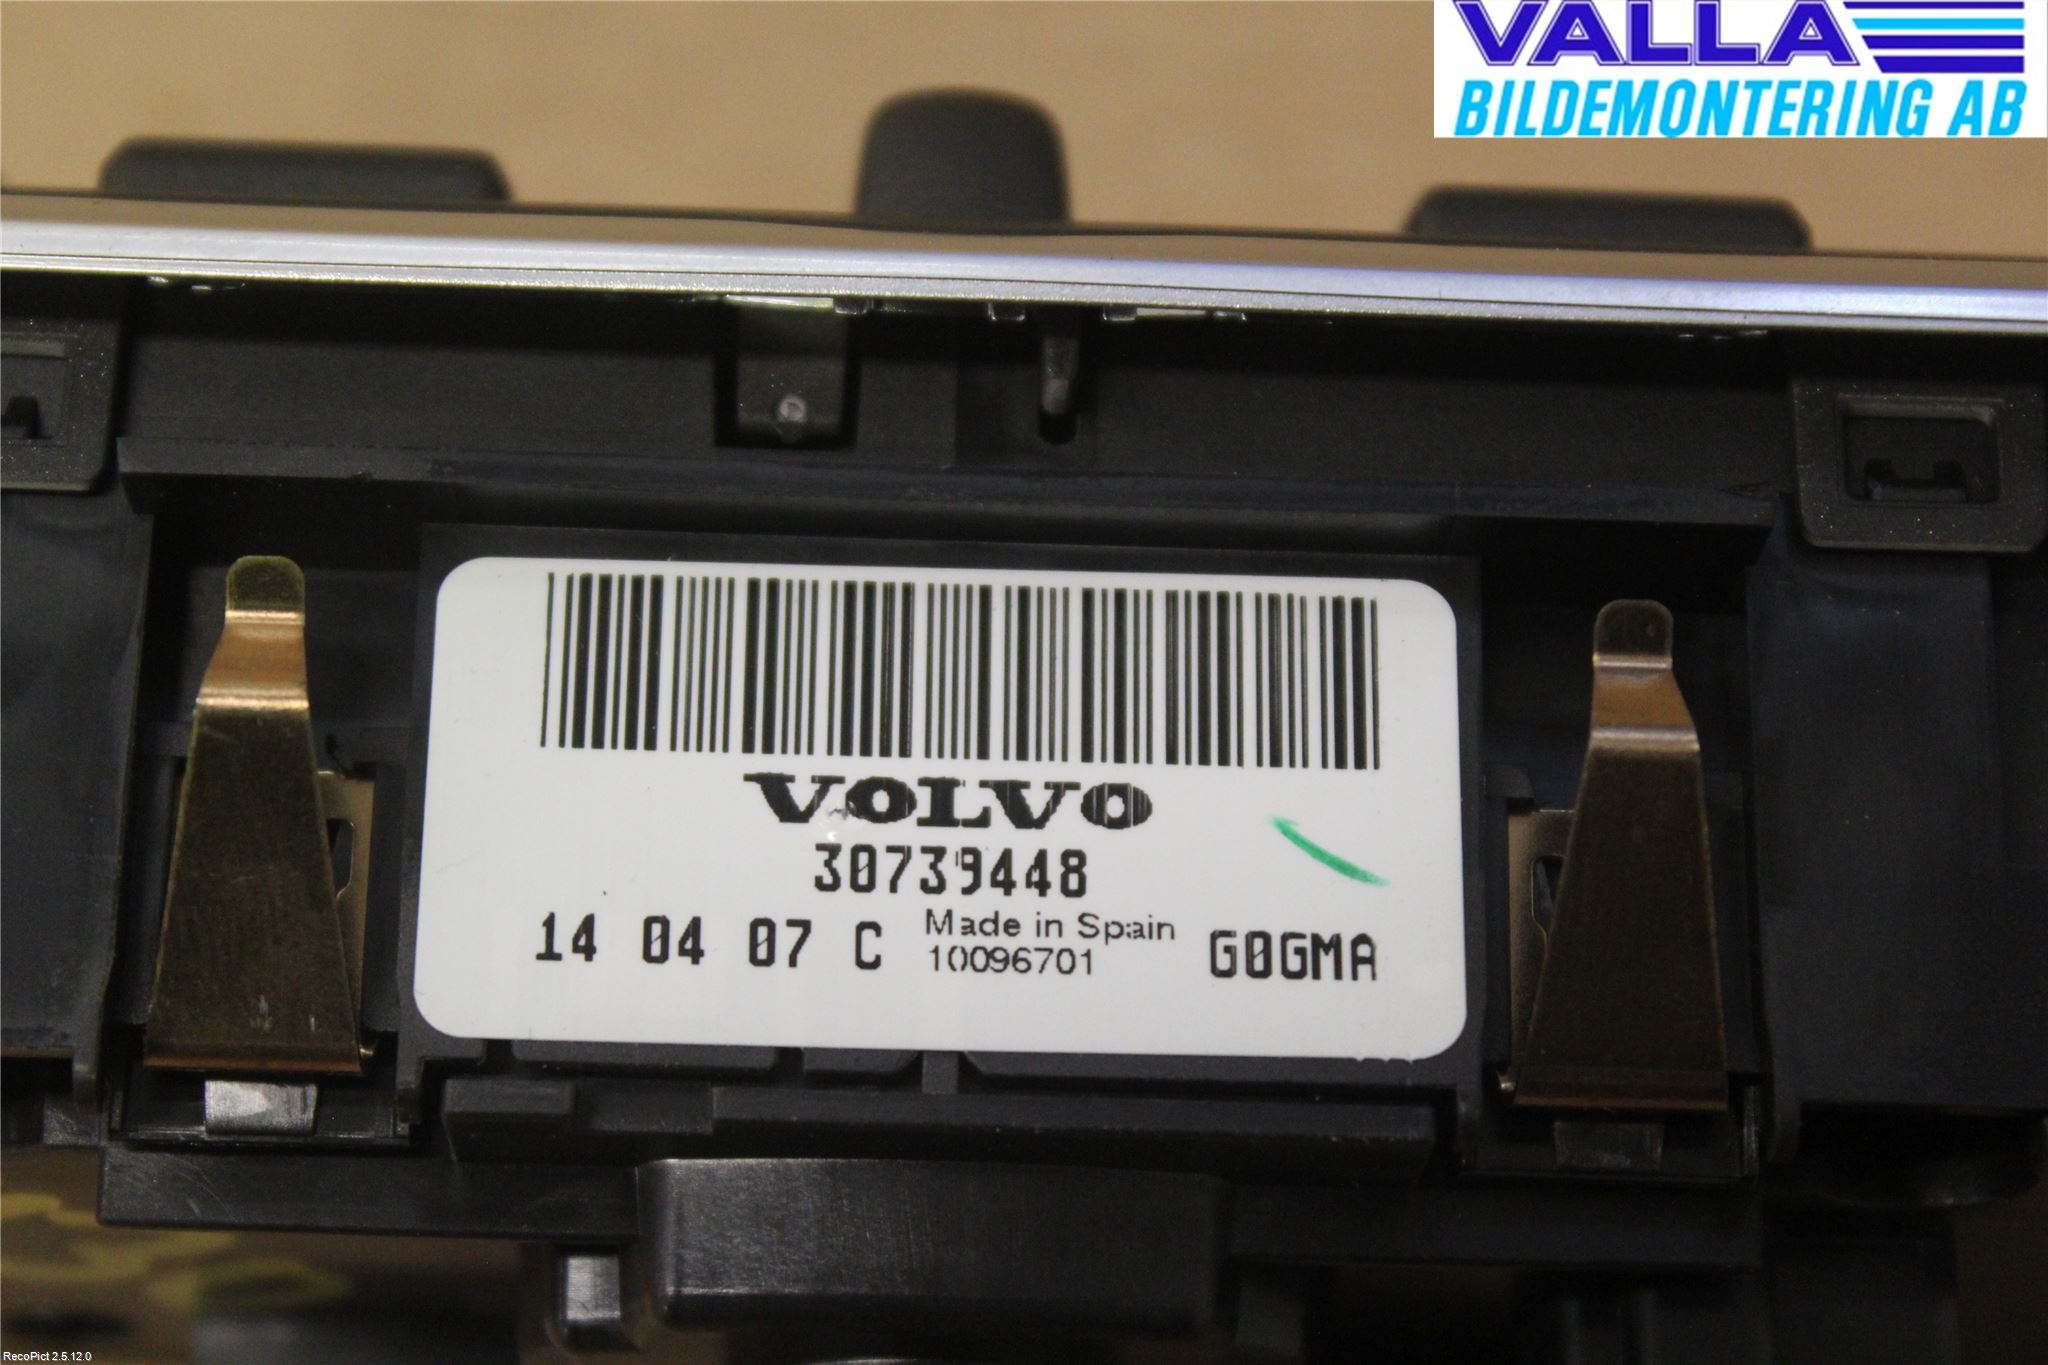 VALLA
BILDEMONTERING AB
VOLVO
30739448
14 04 07 C
Made in Spain
10096701
G0GMA
RecoPict 2.5.12.0